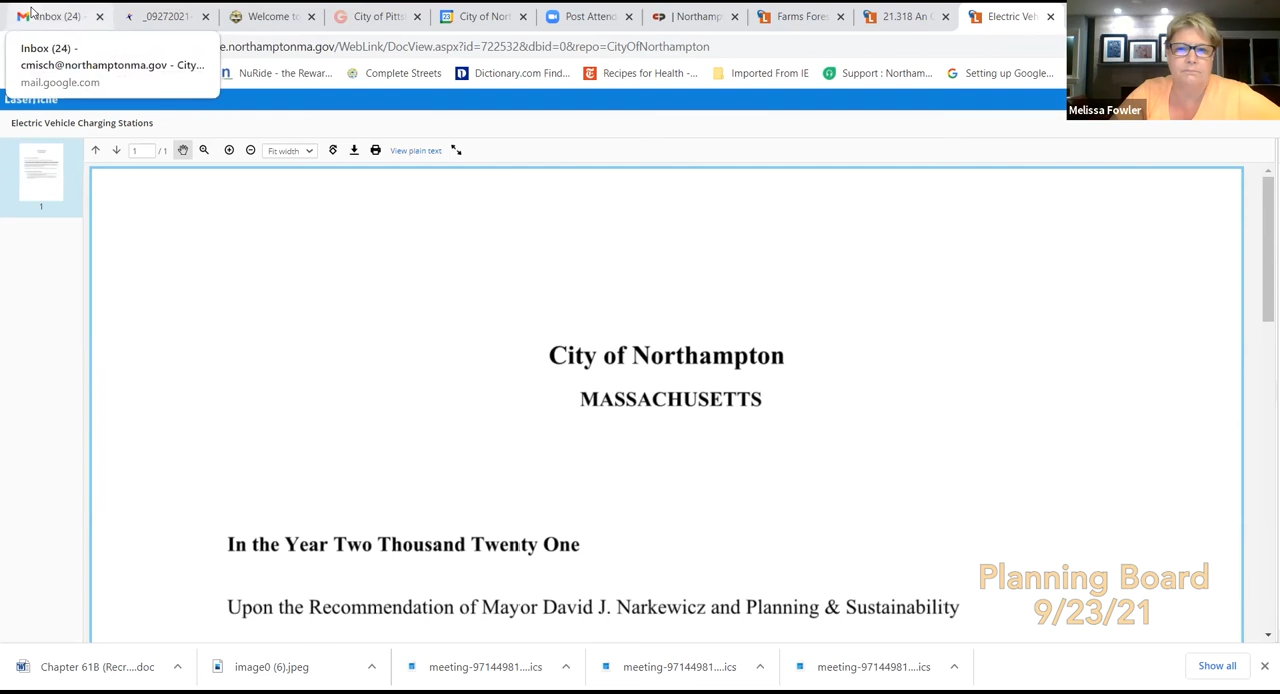 Inbox (24) -
_09272021
Welcome to
City of Pitts
City of Nort
Post Attend
| Northamp
Farms Fores
21.318 An O
Electric Veh
Inbox (24) -
cmisch@northamptonma.gov - City...
mail.google.com
e.northamptonma.gov/WebLink/DocView.aspx?id=722532&dbid=0&repo=CityOfNorthampton
NuRide - the Rewar...
Complete Streets
Dictionary.com Find...
Recipes for Health -...
Imported From IE
Support : Northam...
Setting up Google...
Laserfiche
Melissa Fowler
Electric Vehicle Charging Stations
1 / 1
Fit width
View plain text
1
City of Northampton
MASSACHUSETTS
In the Year Two Thousand Twenty One
Upon the Recommendation of Mayor David J. Narkewicz and Planning & Sustainability
Planning Board
9/23/21
Chapter 61B (Recr....doc
image0 (6).jpeg
meeting-97144981....ics
meeting-97144981....ics
meeting-97144981....ics
Show all